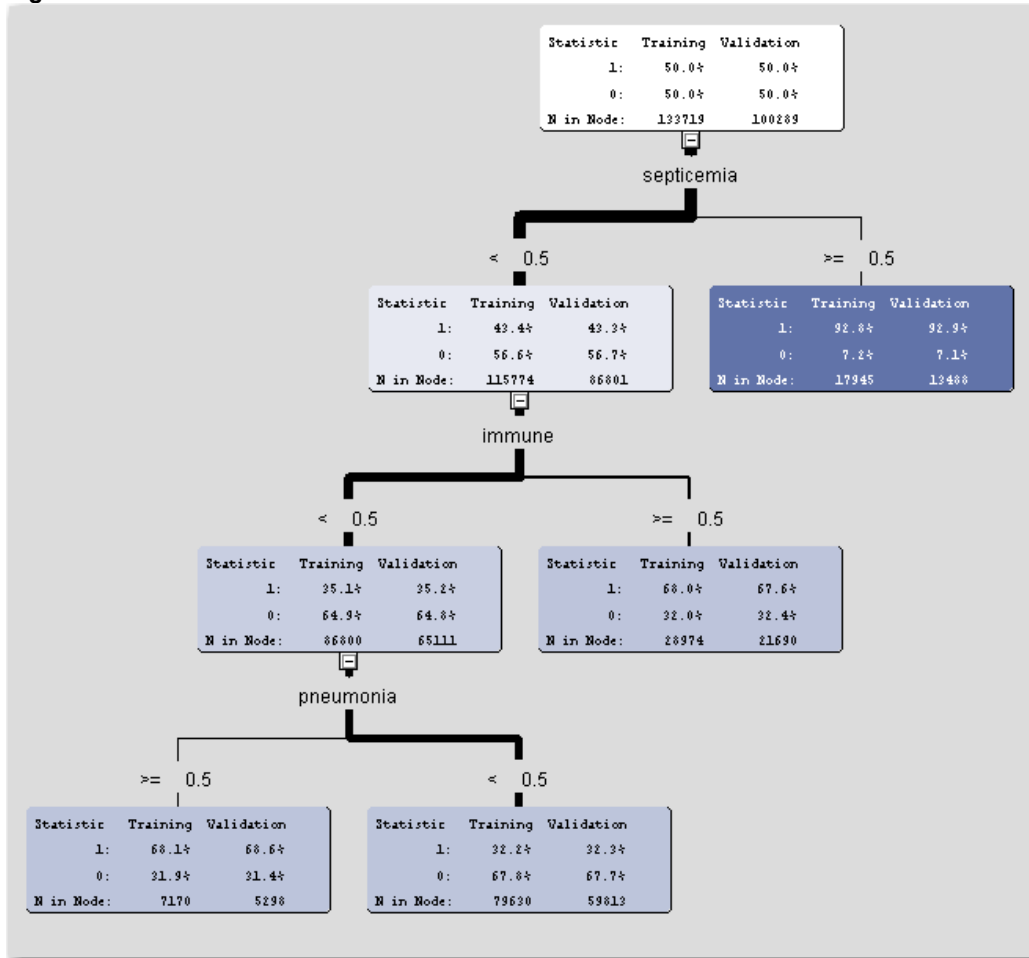 Statistic Training Validation
1: 50.0% 50.0%
0: 50.0% 50.0%
N in Node: 133719 100289
septicemia
< 0.5
>= 0.5
Statistic Training Validation
1: 43.4% 43.3%
0: 56.6% 56.7%
N in Node: 115774 86801
Statistic Training Validation
1: 92.8% 92.9%
0: 7.2% 7.1%
N in Node: 17945 13488
immune
< 0.5
>= 0.5
Statistic Training Validation
1: 35.1% 35.2%
0: 64.9% 64.8%
N in Node: 86800 65111
Statistic Training Validation
1: 68.0% 67.6%
0: 32.0% 32.4%
N in Node: 28974 21690
pneumonia
>= 0.5
< 0.5
Statistic Training Validation
1: 68.1% 68.6%
0: 31.9% 31.4%
N in Node: 7170 5298
Statistic Training Validation
1: 32.2% 32.3%
0: 67.8% 67.7%
N in Node: 79630 59813